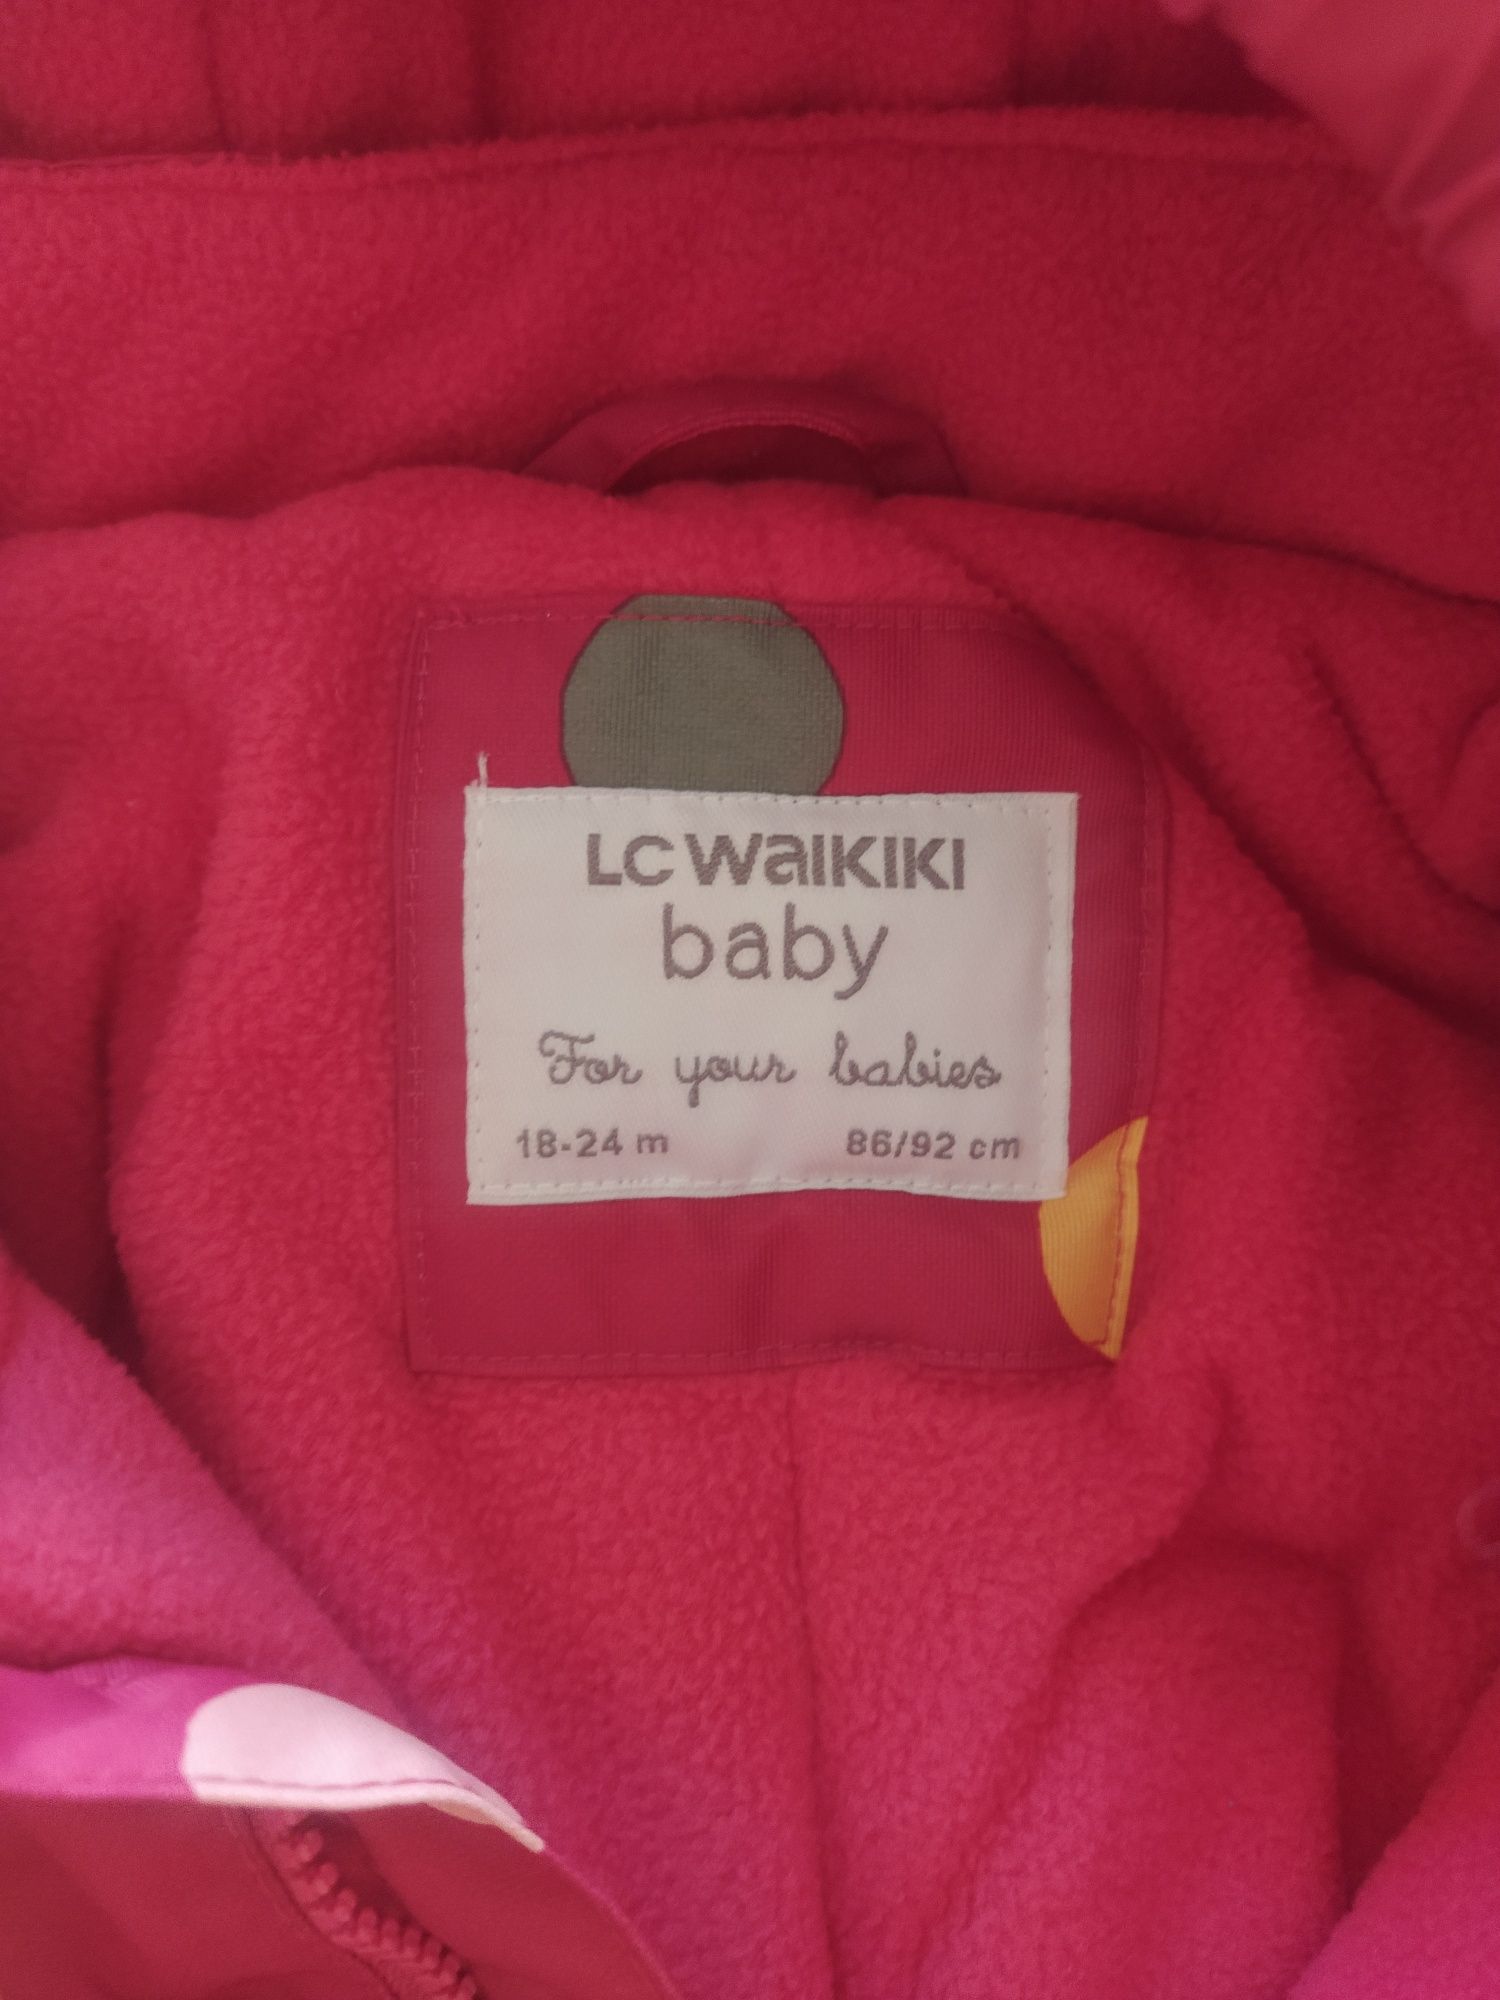 LC WAIKIKI
baby
For your babies
18-24 m 86/92 cm